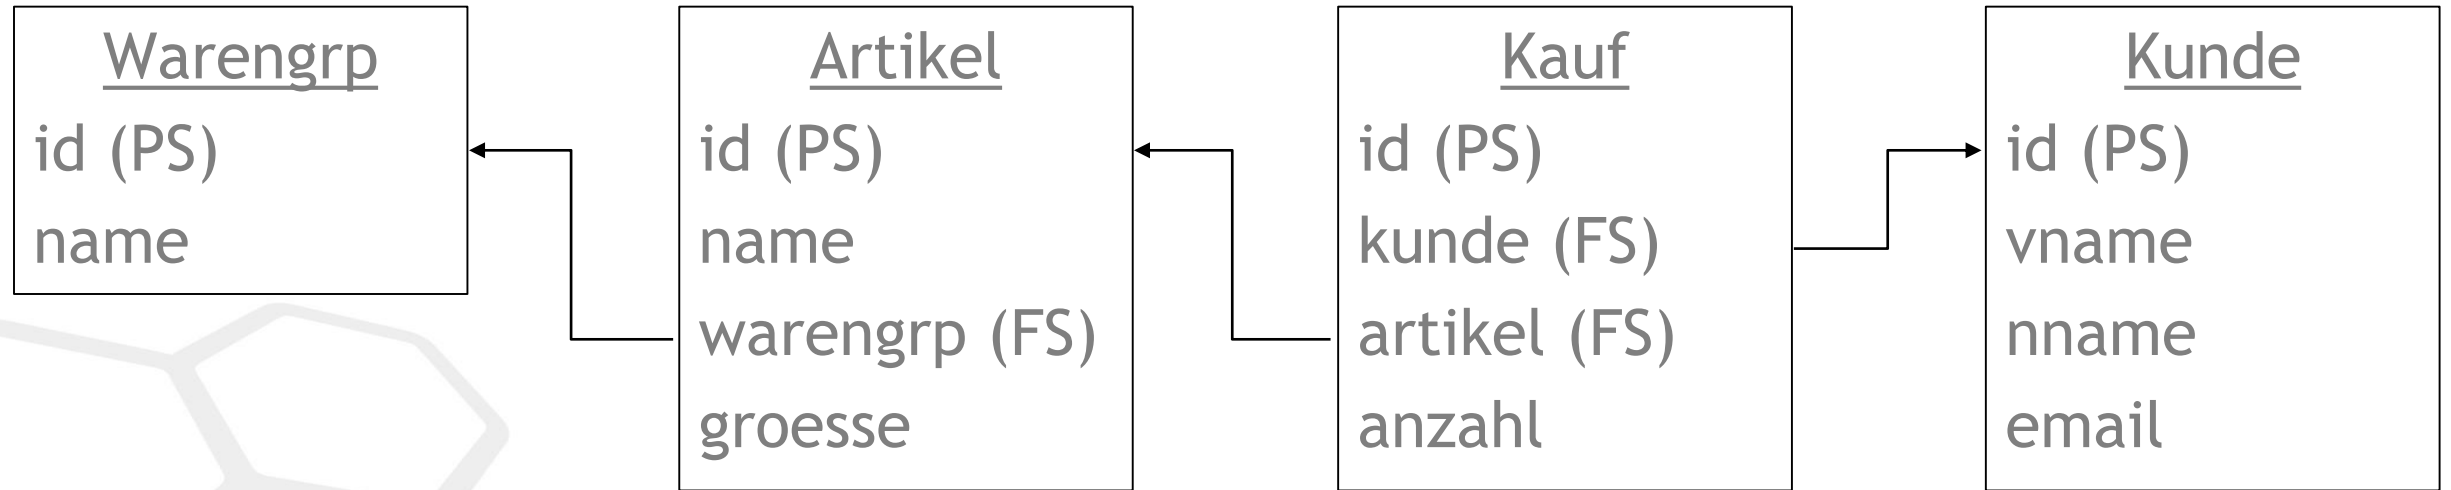 Warengrp
id (PS)
name
Artikel
id (PS)
name
warengrp (FS)
groesse
Kauf
id (PS)
kunde (FS)
artikel (FS)
anzahl
Kunde
id (PS)
vname
nname
email